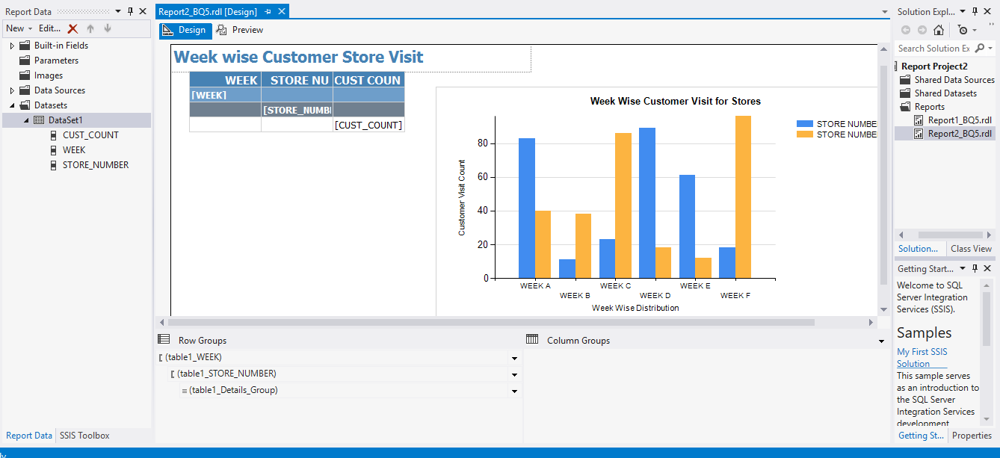 Report Data
New Edit...
Built-in Fields
Parameters
Images
Data Sources
Datasets
DataSet1
CUST_COUNT
WEEK
STORE_NUMBER
Report Data SSIS Toolbox
Report2_BQ5.rdl [Design]
Design Preview
Week wise Customer Store Visit
WEEK STORE NU CUST COUN
[WEEK]
[STORE_NUMB
[CUST_COUNT]
Week Wise Customer Visit for Stores
STORE NUMBE
STORE NUMBE
Customer Visit Count
80
60
40
20
0
WEEK A
WEEK B
WEEK C
WEEK D
WEEK E
WEEK F
Week Wise Distribution
Row Groups
(table1_WEEK)
(table1_STORE_NUMBER)
(table1_Details_Group)
Column Groups
Solution Expl...
Search Solution Ex
Report Project2
Shared Data Sources
Shared Datasets
Reports
Report1_BQ5.rdl
Report2_BQ5.rdl
Solution... Class View
Getting Start...
Welcome to SQL
Server Integration
Services (SSIS).
Samples
My First SSIS
Solution
This sample serves
as an introduction to
the SQL Server
Integration Services
development
Getting St... Properties